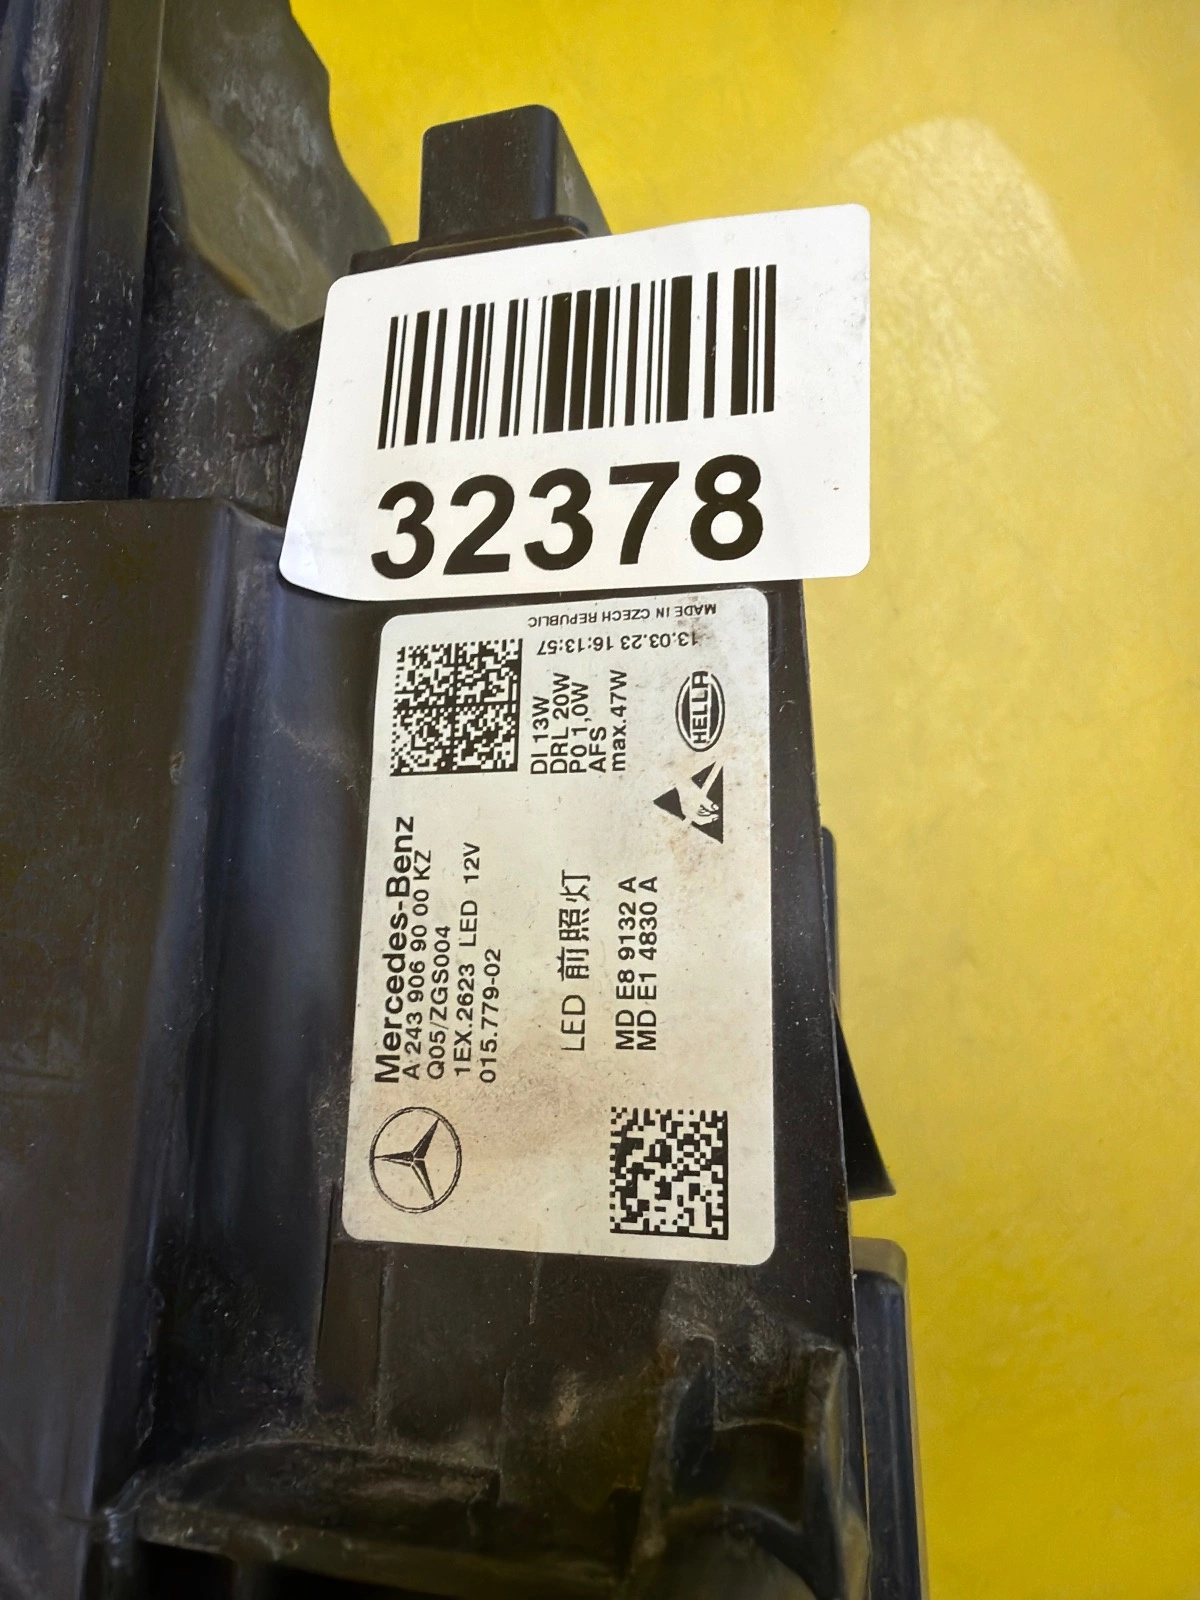 32378
MADE IN CZECH REPUBLIC
13.03.23 16:13:57
DI 13W
DRL 20W
PO 1,0W
AFS
max.47W
HELLA
Mercedes-Benz
A 243 906 90 00 KZ
Q05/ZGS004
1EX.2623 LED 12V
015.779-02
LED 前照灯
MD E8 9132 A
MD E1 4830 A